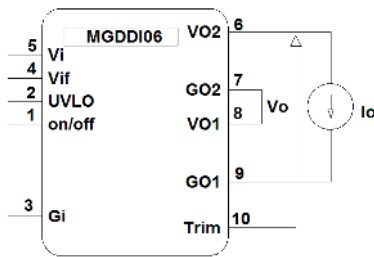 MGDDI06
5 Vi
4 Vif
2 UVLO
1 on/off
3 Gi
VO2 6
GO2 7
VO1 8
GO1 9
Trim 10
Vo
Io